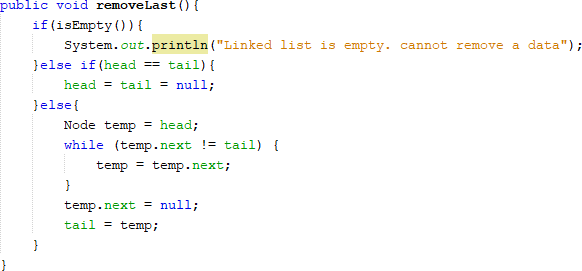 public void removeLast(){
    if(isEmpty()){
        System.out.println("Linked list is empty. cannot remove a data");
    }else if(head == tail){
        head = tail = null;
    }else{
        Node temp = head;
        while (temp.next != tail) {
            temp = temp.next;
        }
        temp.next = null;
        tail = temp;
    }
}